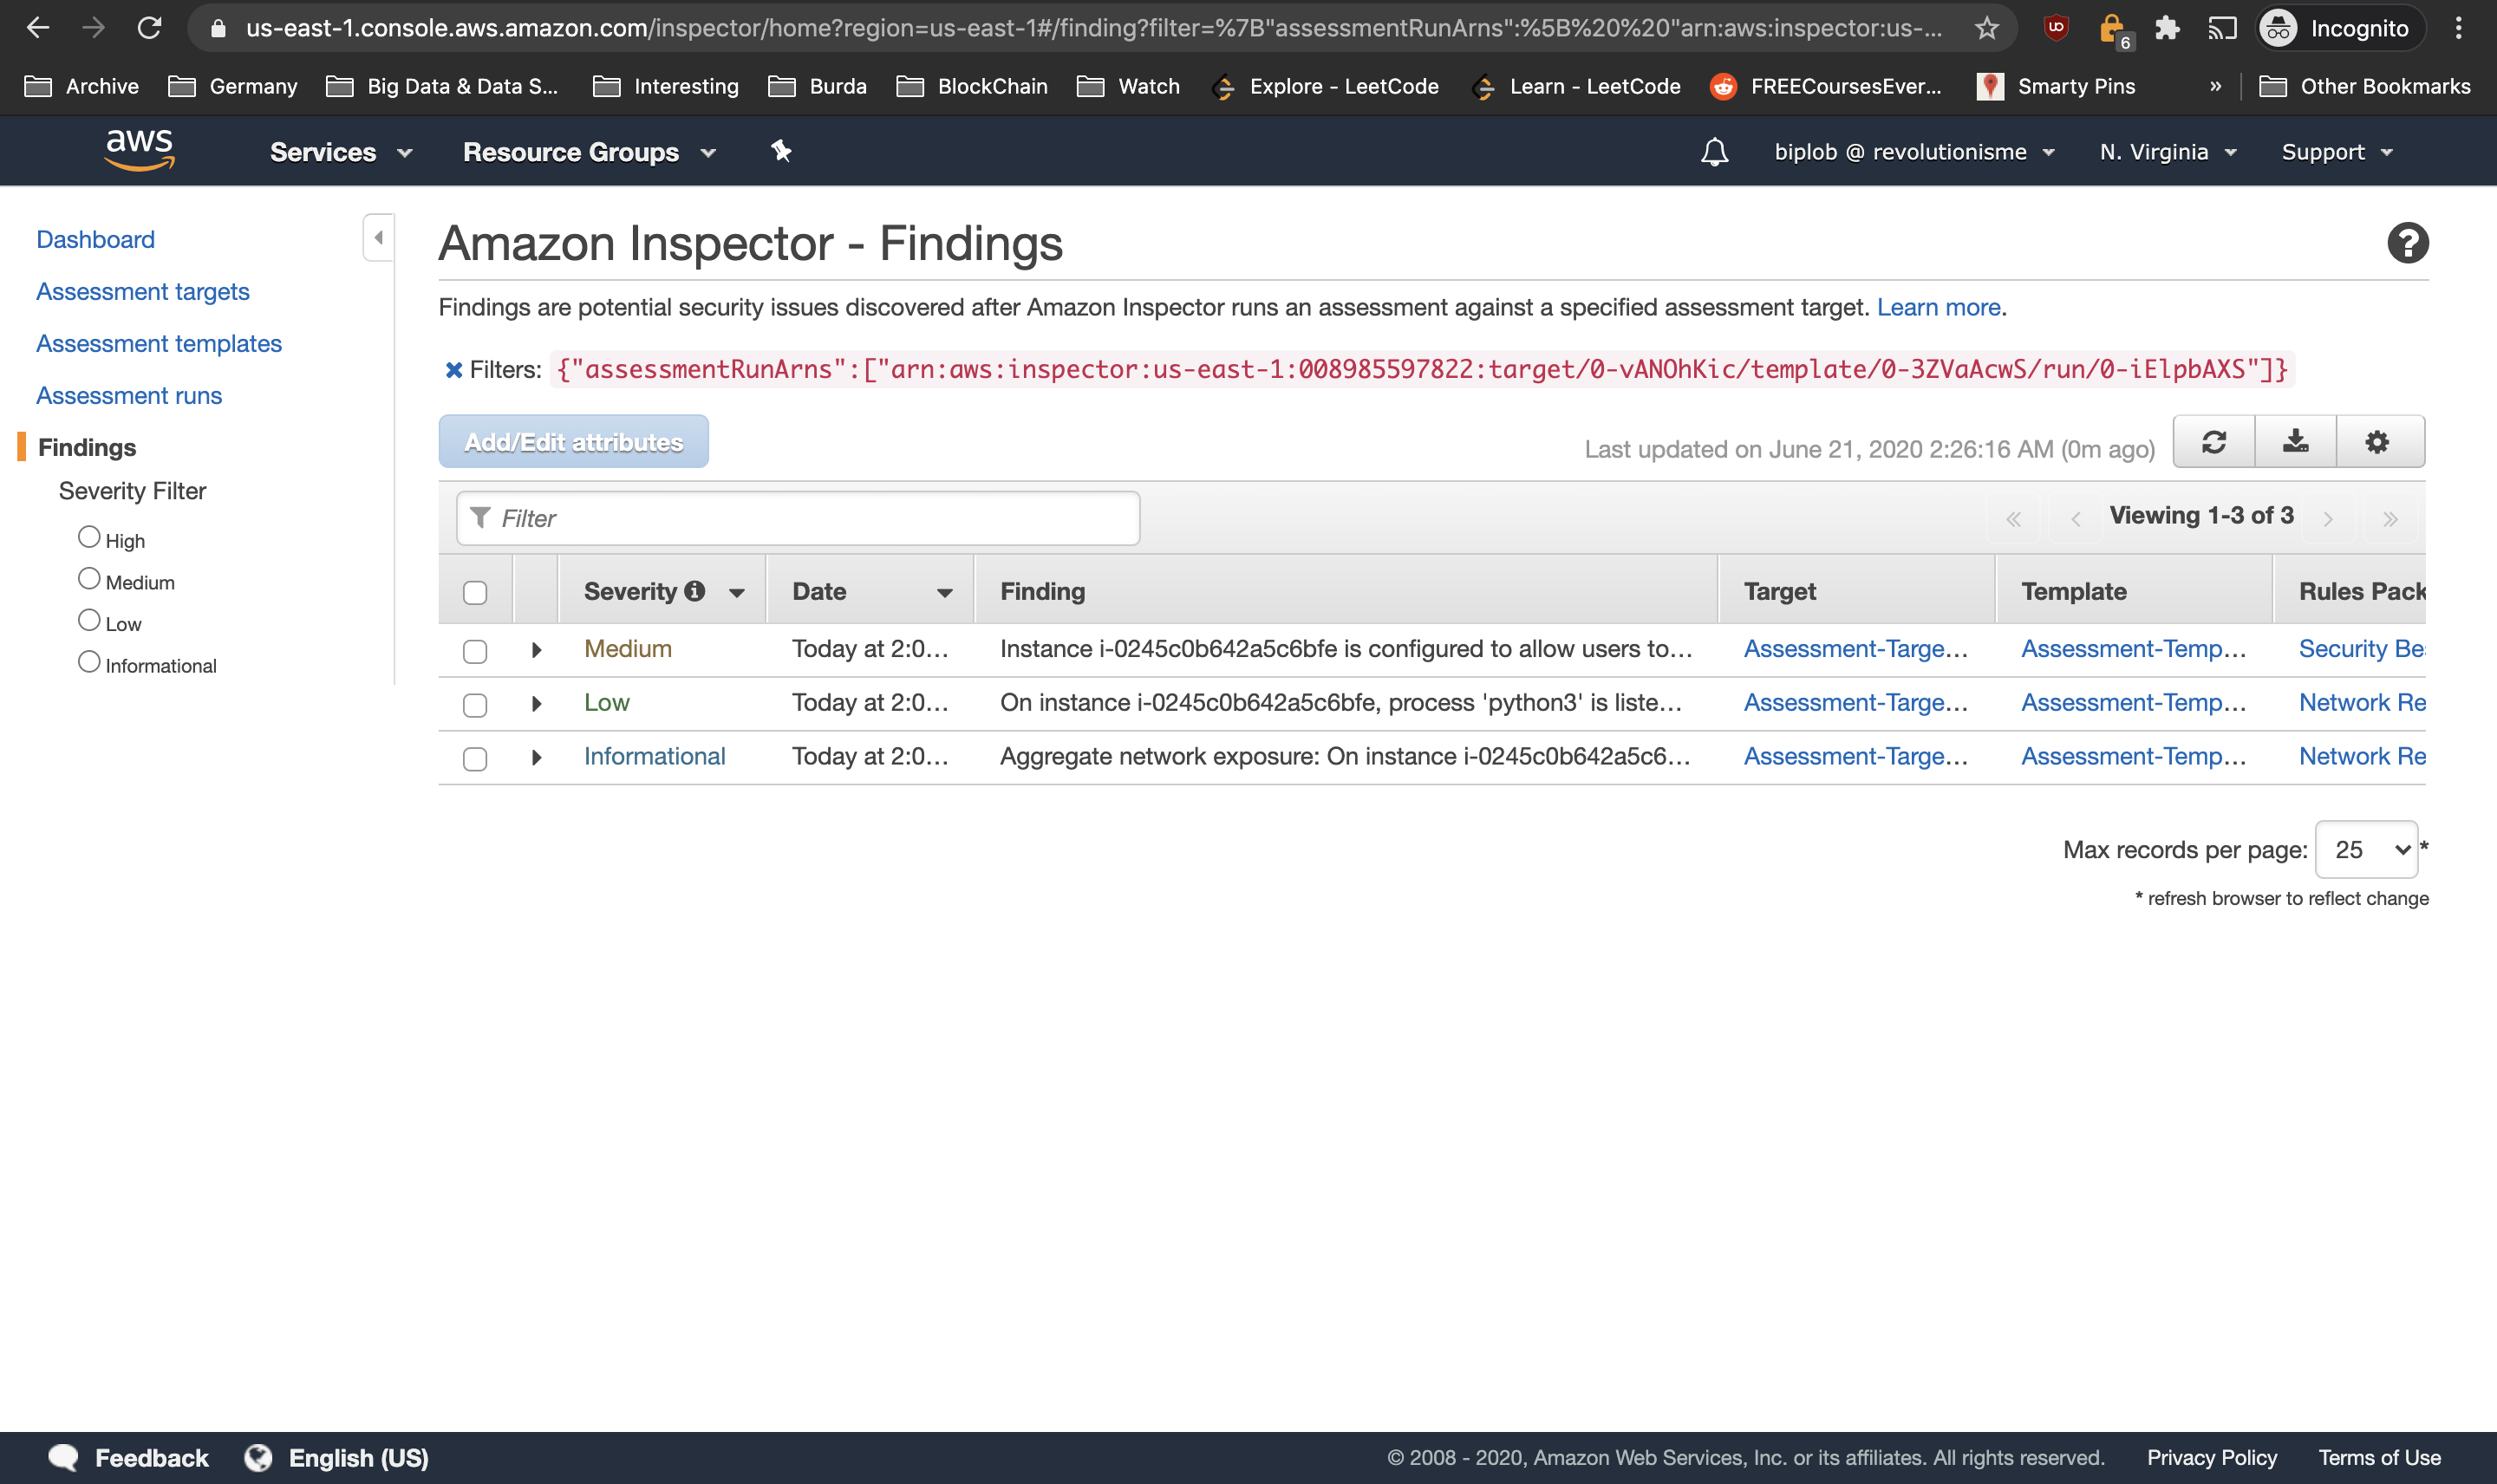 us-east-1.console.aws.amazon.com/inspector/home?region=us-east-1#/finding?filter=%7B"assessmentRunArns":%5B%20%20"arn:aws:inspector:us-... 6 Incognito
Archive Germany Big Data & Data S... Interesting Burda BlockChain Watch Explore - LeetCode Learn - LeetCode FREECoursesEver... Smarty Pins » Other Bookmarks
aws Services Resource Groups biplob @ revolutionisme N. Virginia Support
Dashboard
Assessment targets
Assessment templates
Assessment runs
Findings
Severity Filter
High
Medium
Low
Informational
Amazon Inspector - Findings
Findings are potential security issues discovered after Amazon Inspector runs an assessment against a specified assessment target. Learn more.
Filters: {"assessmentRunArns":["arn:aws:inspector:us-east-1:008985597822:target/0-vANOhKic/template/0-3ZVaAcwS/run/0-iElpbAXS"]}
Add/Edit attributes Last updated on June 21, 2020 2:26:16 AM (0m ago)
Filter « ‹ Viewing 1-3 of 3 › »
Severity Date Finding Target Template Rules Pack
Medium Today at 2:0... Instance i-0245c0b642a5c6bfe is configured to allow users to... Assessment-Targe... Assessment-Temp... Security Be
Low Today at 2:0... On instance i-0245c0b642a5c6bfe, process 'python3' is liste... Assessment-Targe... Assessment-Temp... Network Re
Informational Today at 2:0... Aggregate network exposure: On instance i-0245c0b642a5c6... Assessment-Targe... Assessment-Temp... Network Re
Max records per page: 25 *
* refresh browser to reflect change
Feedback English (US) © 2008 - 2020, Amazon Web Services, Inc. or its affiliates. All rights reserved. Privacy Policy Terms of Use